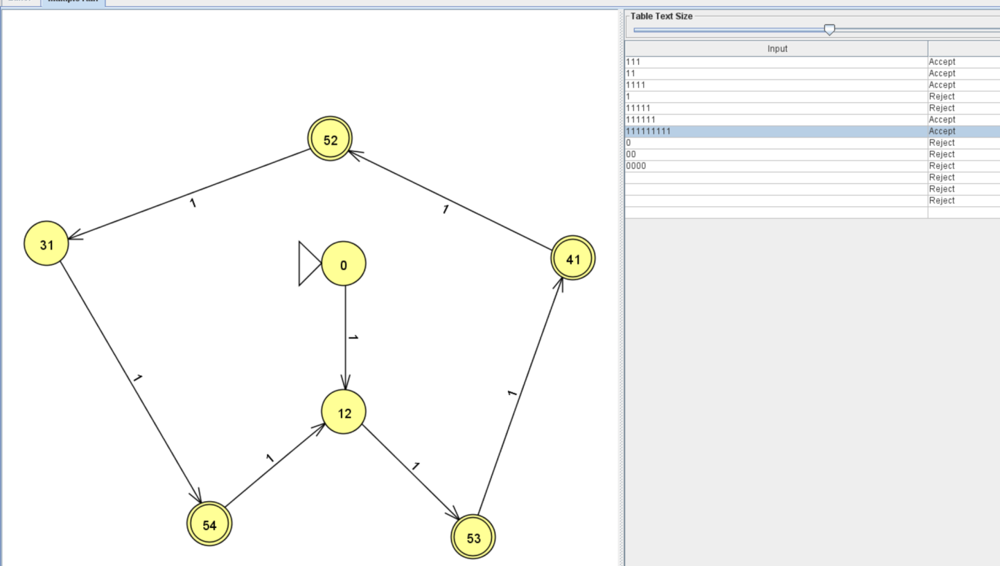 Table Text Size
Input
111 Accept
11 Accept
1111 Accept
1 Reject
11111 Reject
111111 Accept
111111111 Accept
0 Reject
00 Reject
0000 Reject
Reject
Reject
Reject
52
1
1
31
0
41
1
1
1
12
1
1
54
53